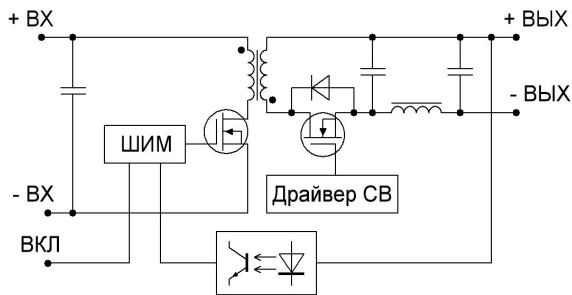 + ВХ
+ ВЫХ
- ВЫХ
ШИМ
Драйвер СВ
- ВХ
ВКЛ